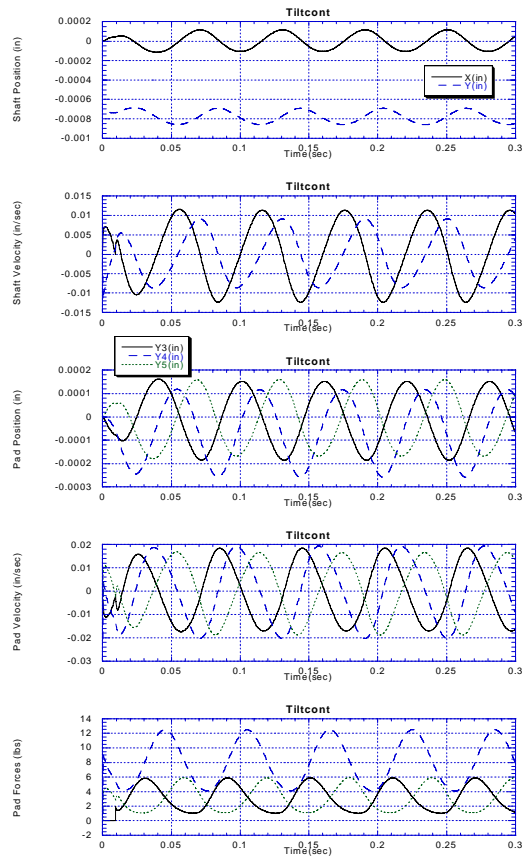 Tiltcont
Shaft Position (in)
0.0002
0
-0.0002
-0.0004
-0.0006
-0.0008
-0.001
X(in)
Y(in)
0 0.05 0.1 0.15 0.2 0.25 0.3
Time(sec)
Tiltcont
Shaft Velocity (in/sec)
0.015
0.01
0.005
0
-0.005
-0.01
-0.015
0 0.05 0.1 0.15 0.2 0.25 0.3
Time(sec)
Y3(in)
Y4(in)
Y5(in)
Tiltcont
Pad Position (in)
0.0002
0.0001
0
-0.0001
-0.0002
-0.0003
0 0.05 0.1 0.15 0.2 0.25 0.3
Time(sec)
Tiltcont
Pad Velocity (in/sec)
0.02
0.01
0
-0.01
-0.02
-0.03
0 0.05 0.1 0.15 0.2 0.25 0.3
Time(sec)
Tiltcont
Pad Forces (lbs)
14
12
10
8
6
4
2
0
-2
0 0.05 0.1 0.15 0.2 0.25 0.3
Time(sec)